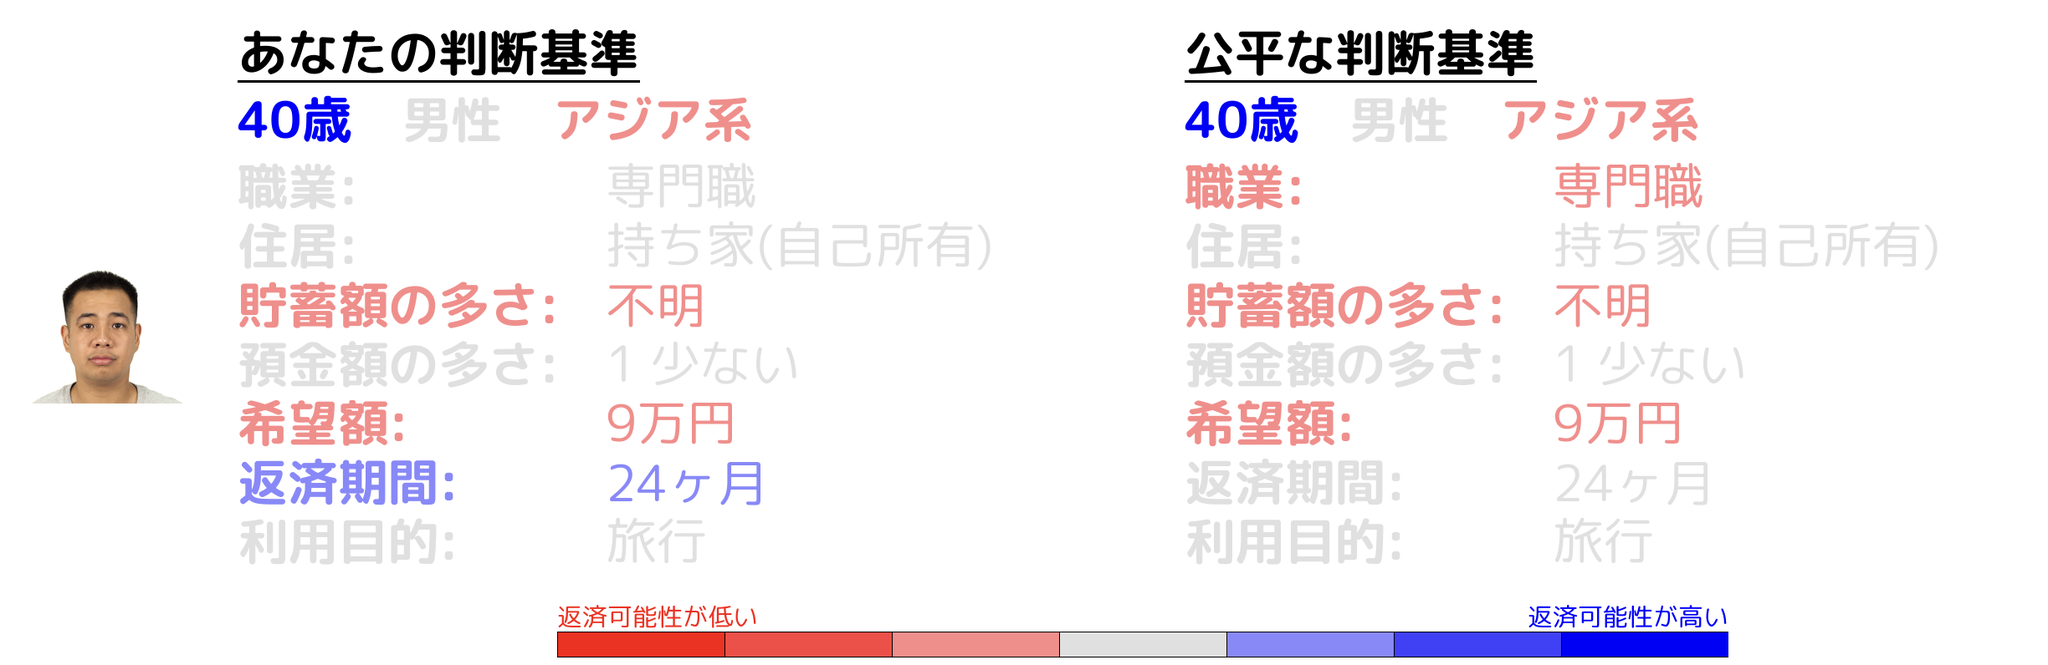 あなたの判断基準
40歳 男性 アジア系
職業: 専門職
住居: 持ち家(自己所有)
貯蓄額の多さ: 不明
預金額の多さ: 1 少ない
希望額: 9万円
返済期間: 24ヶ月
利用目的: 旅行
公平な判断基準
40歳 男性 アジア系
職業: 専門職
住居: 持ち家(自己所有)
貯蓄額の多さ: 不明
預金額の多さ: 1 少ない
希望額: 9万円
返済期間: 24ヶ月
利用目的: 旅行
返済可能性が低い
返済可能性が高い